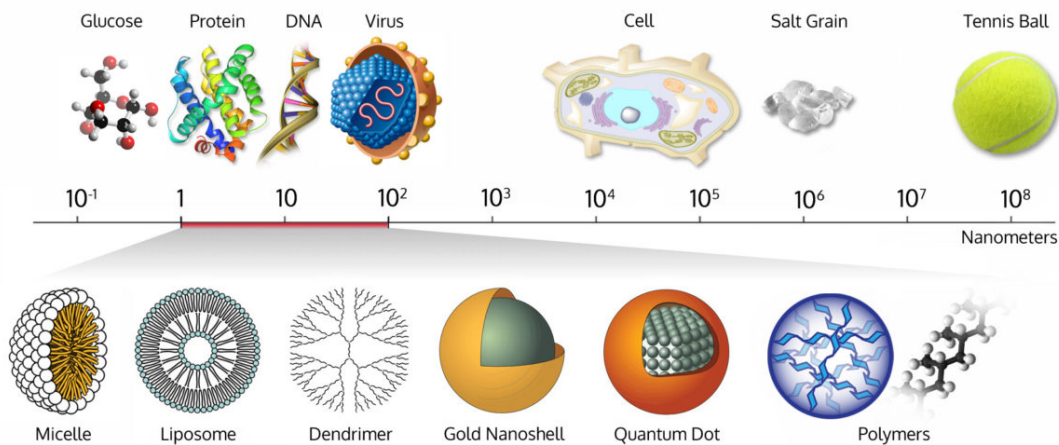 Glucose Protein DNA Virus Cell Salt Grain Tennis Ball
10⁻¹ 1 10 10² 10³ 10⁴ 10⁵ 10⁶ 10⁷ 10⁸
Nanometers
Micelle Liposome Dendrimer Gold Nanoshell Quantum Dot Polymers